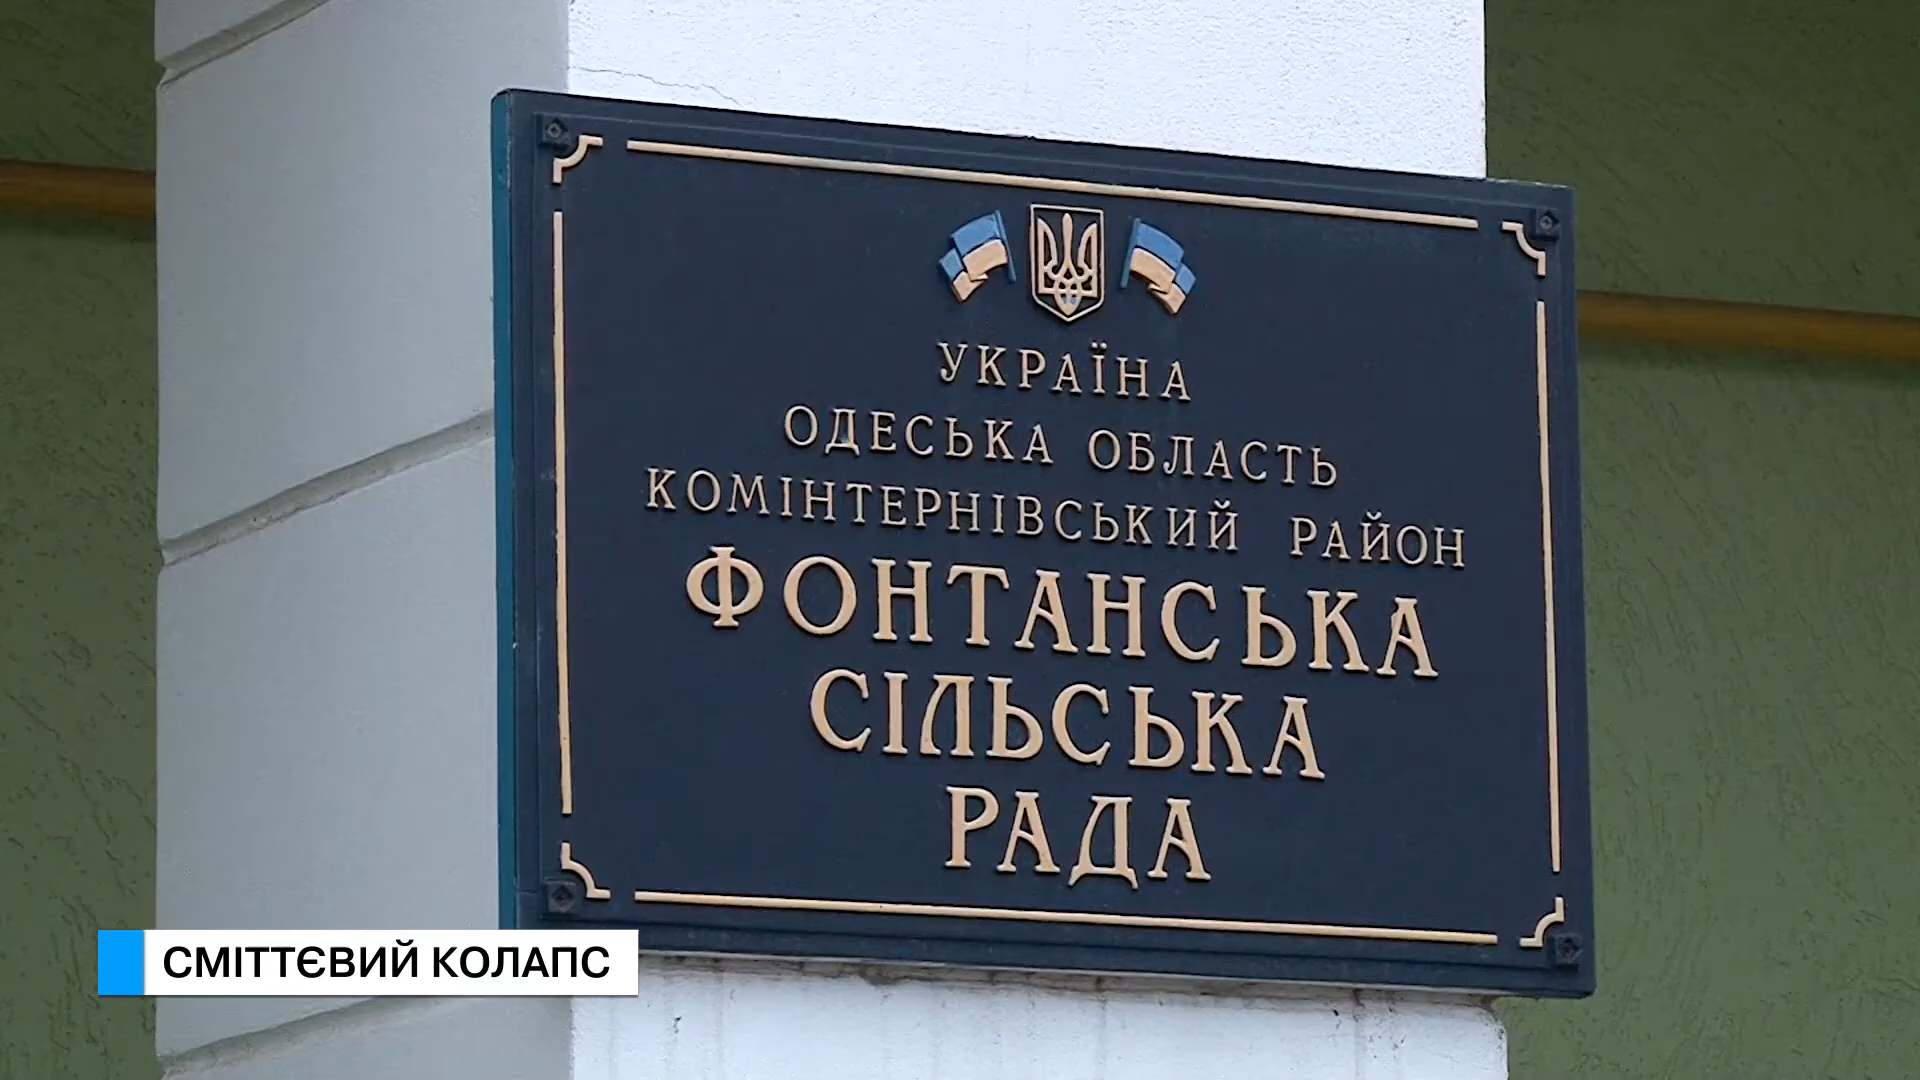 УКРАЇНА
ОДЕСЬКА ОБЛАСТЬ
КОМІНТЕРНІВСЬКИЙ РАЙОН
ФОНТАНСЬКА
СІЛЬСЬКА
РАДА
СМІТТЄВИЙ КОЛАПС